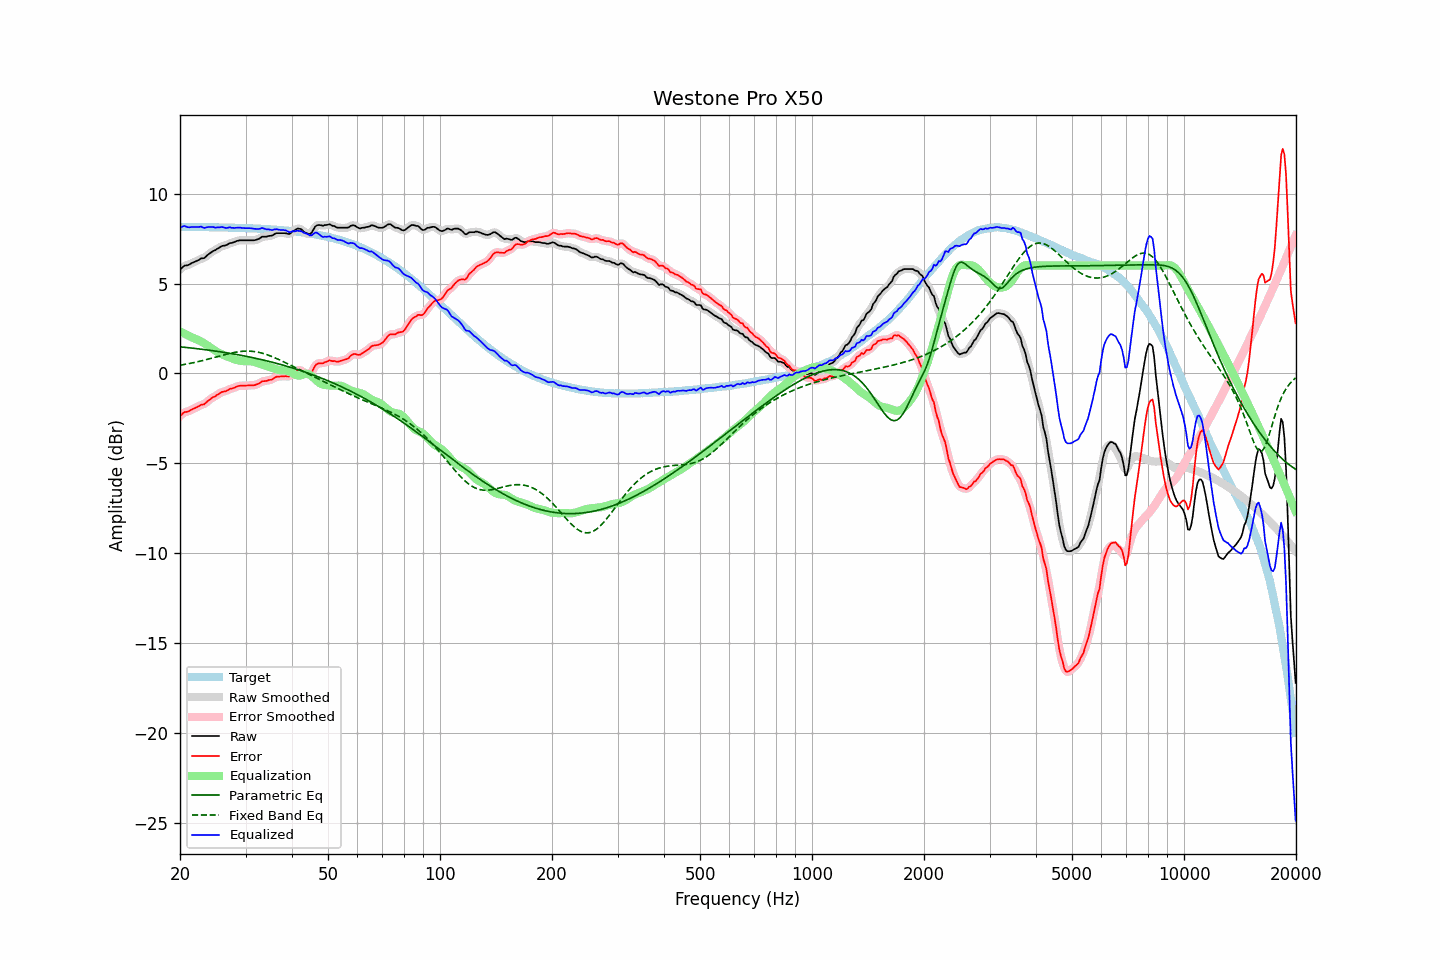 Westone Pro X50
Amplitude (dBr)
10
5
0
−5
−10
−15
−20
−25
Target
Raw Smoothed
Error Smoothed
Raw
Error
Equalization
Parametric Eq
Fixed Band Eq
Equalized
20 50 100 200 500 1000 2000 5000 10000 20000
Frequency (Hz)